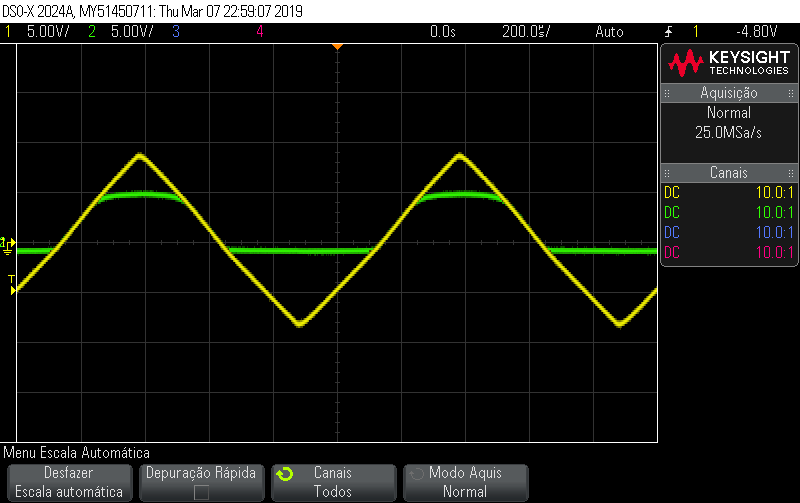 DSO-X 2024A, MY51450711: Thu Mar 07 22:59:07 2019
1 5.00V/ 2 5.00V/ 3 4 0.0s 200.0us/ Auto 1 -4.80V
KEYSIGHT
TECHNOLOGIES
Aquisição
Normal
25.0MSa/s
Canais
DC 10.0:1
DC 10.0:1
DC 10.0:1
DC 10.0:1
T
Menu Escala Automática
Desfazer
Escala automática
Depuração Rápida
Canais
Todos
Modo Aquis
Normal